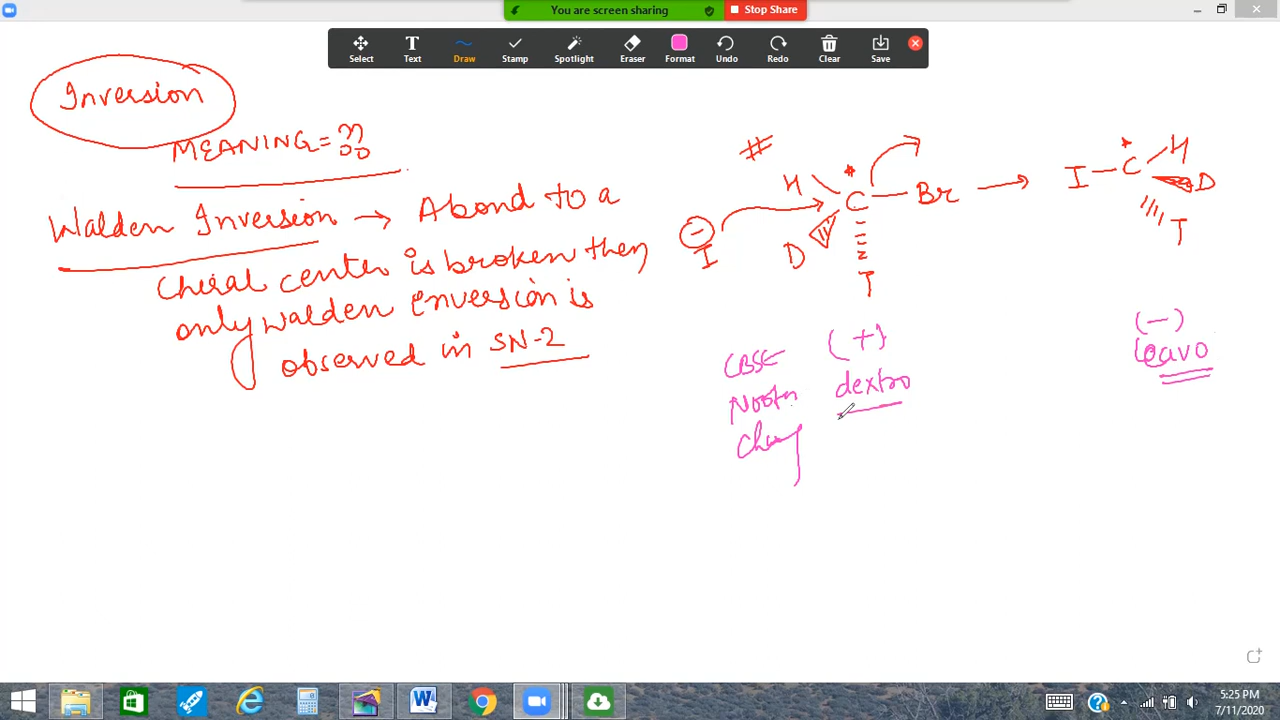 You are screen sharing
Stop Share
Select
Text
Draw
Stamp
Spotlight
Eraser
Format
Undo
Redo
Clear
Save
Inversion
MEANING = ??
Walden Inversion → A bond to a
Chiral center is broken then
only walden Enversion is
observed in SN-2
#
H
* C
Br
I
D
T
I
* C
H
D
T
(+)
dextro
(-)
leavo
CBSE
5:25 PM
7/11/2020